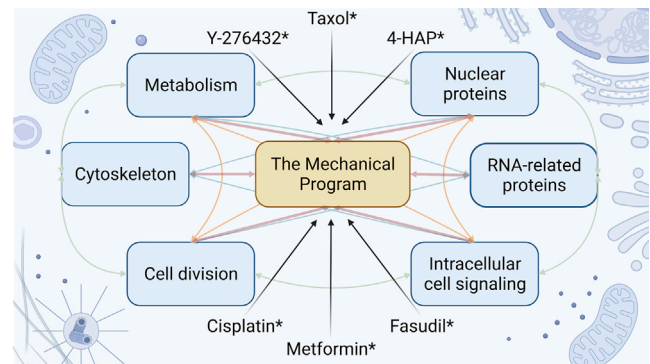 Taxol*
Y-276432*
4-HAP*
Metabolism
Nuclear
proteins
Cytoskeleton
The Mechanical
Program
RNA-related
proteins
Cell division
Intracellular
cell signaling
Cisplatin*
Fasudil*
Metformin*